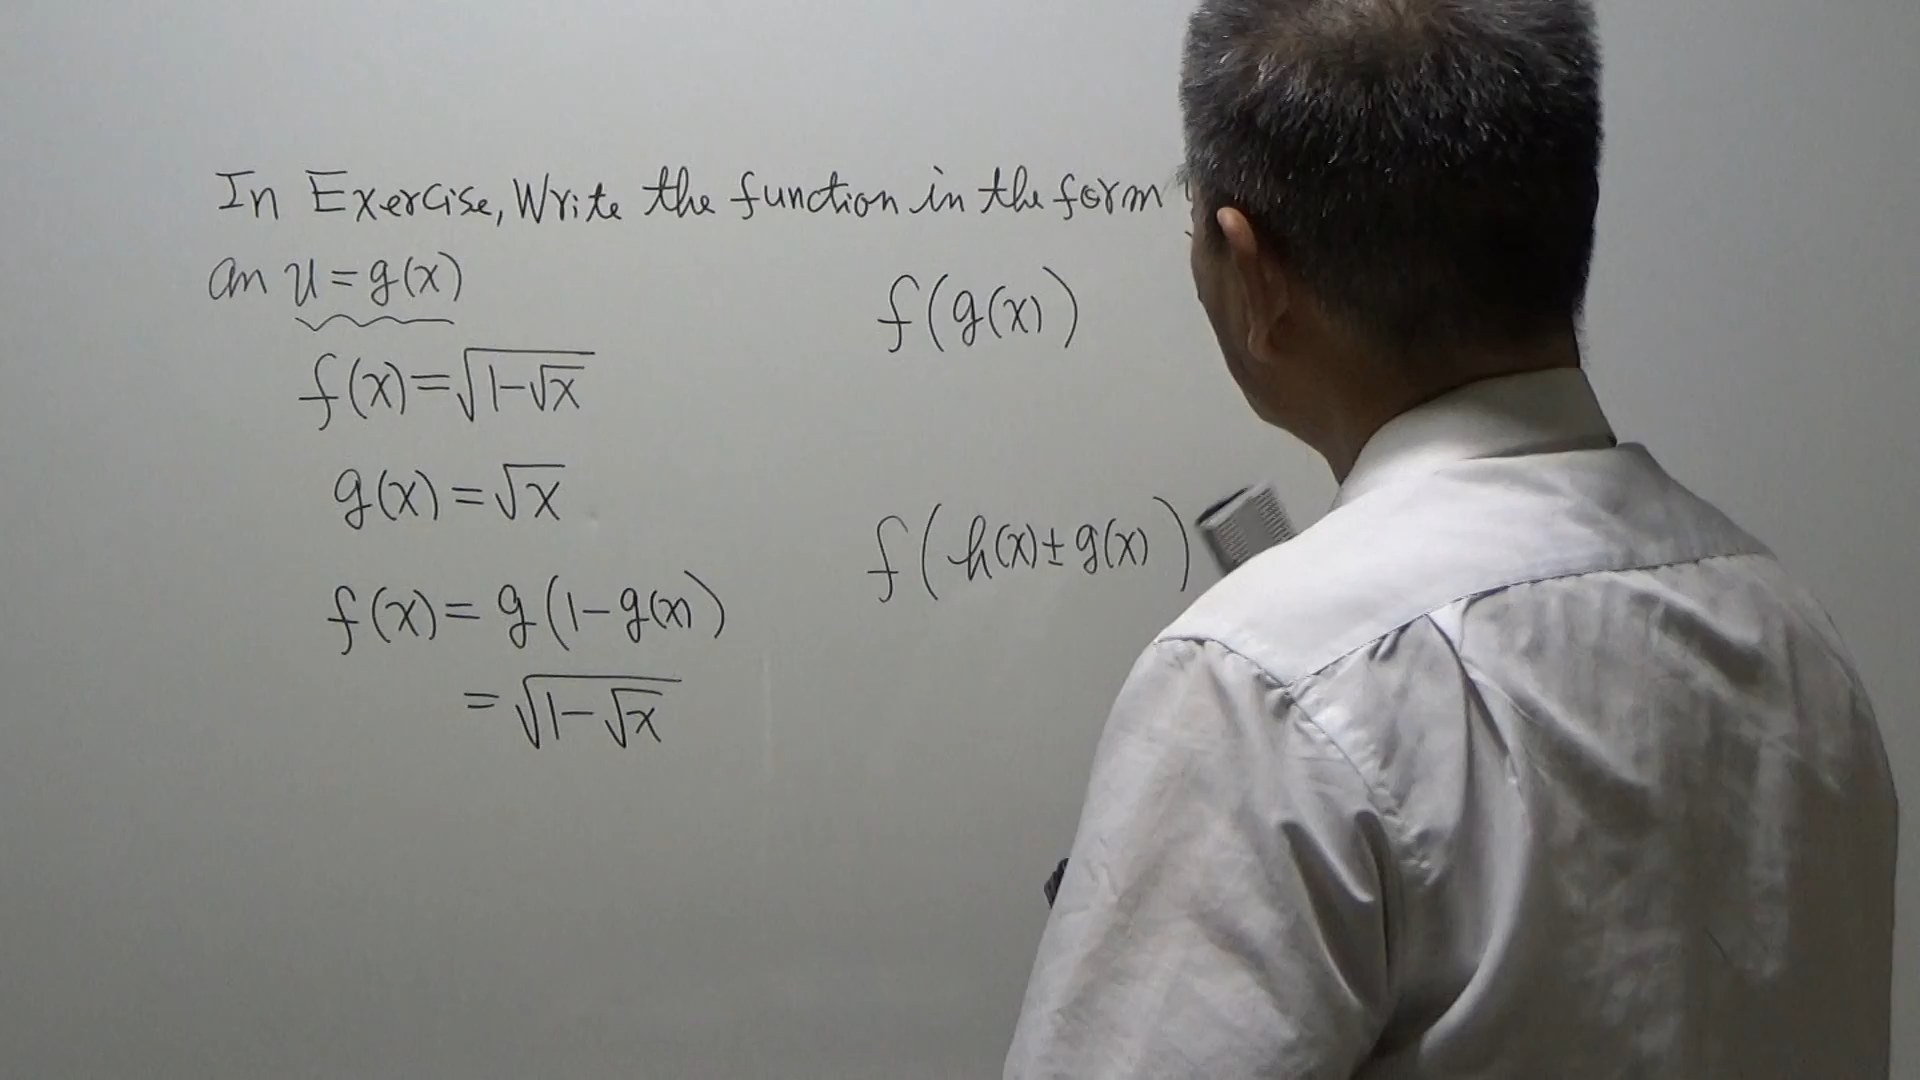 In Exercise, Write the function in the form
an u = g(x)
f(g(x))
f(x) = √(1-√x)
g(x) = √x
f(h(x) ± g(x))
f(x) = g(1-g(x))
= √(1-√x)